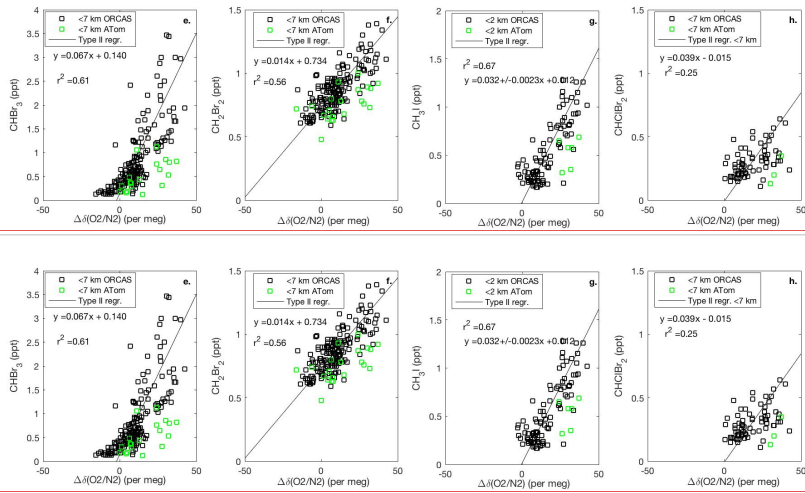 e.
<7 km ORCAS
<7 km ATom
Type II regr.
y =0.067x + 0.140
r² =0.61
CHBr₃ (ppt)
4
3.5
3
2.5
2
1.5
1
0.5
0
-50
0
50
Δδ(O2/N2) (per meg)
f.
<7 km ORCAS
<7 km ATom
Type II regr.
y =0.014x + 0.734
r² =0.56
CH₂Br₂ (ppt)
1.5
1
0.5
0
-50
0
50
Δδ(O2/N2) (per meg)
g.
<2 km ORCAS
<2 km ATom
Type II regr.
r² =0.67
y =0.032+/-0.0023x + 0.012
CH₃I (ppt)
2
1.5
1
0.5
0
-50
0
50
Δδ(O2/N2) (per meg)
h.
<7 km ORCAS
<7 km ATom
Type II regr. <7 km
y =0.039x - 0.015
r² =0.25
CHClBr₂ (ppt)
1.5
1
0.5
0
-50
0
50
Δδ(O2/N2) (per meg)
e.
<7 km ORCAS
<7 km ATom
Type II regr.
y =0.067x + 0.140
r² =0.61
CHBr₃ (ppt)
4
3.5
3
2.5
2
1.5
1
0.5
0
-50
0
50
Δδ(O2/N2) (per meg)
f.
<7 km ORCAS
<7 km ATom
Type II regr.
y =0.014x + 0.734
r² =0.56
CH₂Br₂ (ppt)
1.5
1
0.5
0
-50
0
50
Δδ(O2/N2) (per meg)
g.
<2 km ORCAS
<2 km ATom
Type II regr.
r² =0.67
y =0.032+/-0.0023x + 0.012
CH₃I (ppt)
2
1.5
1
0.5
0
-50
0
50
Δδ(O2/N2) (per meg)
h.
<7 km ORCAS
<7 km ATom
Type II regr. <7 km
y =0.039x - 0.015
r² =0.25
CHClBr₂ (ppt)
1.5
1
0.5
0
-50
0
50
Δδ(O2/N2) (per meg)